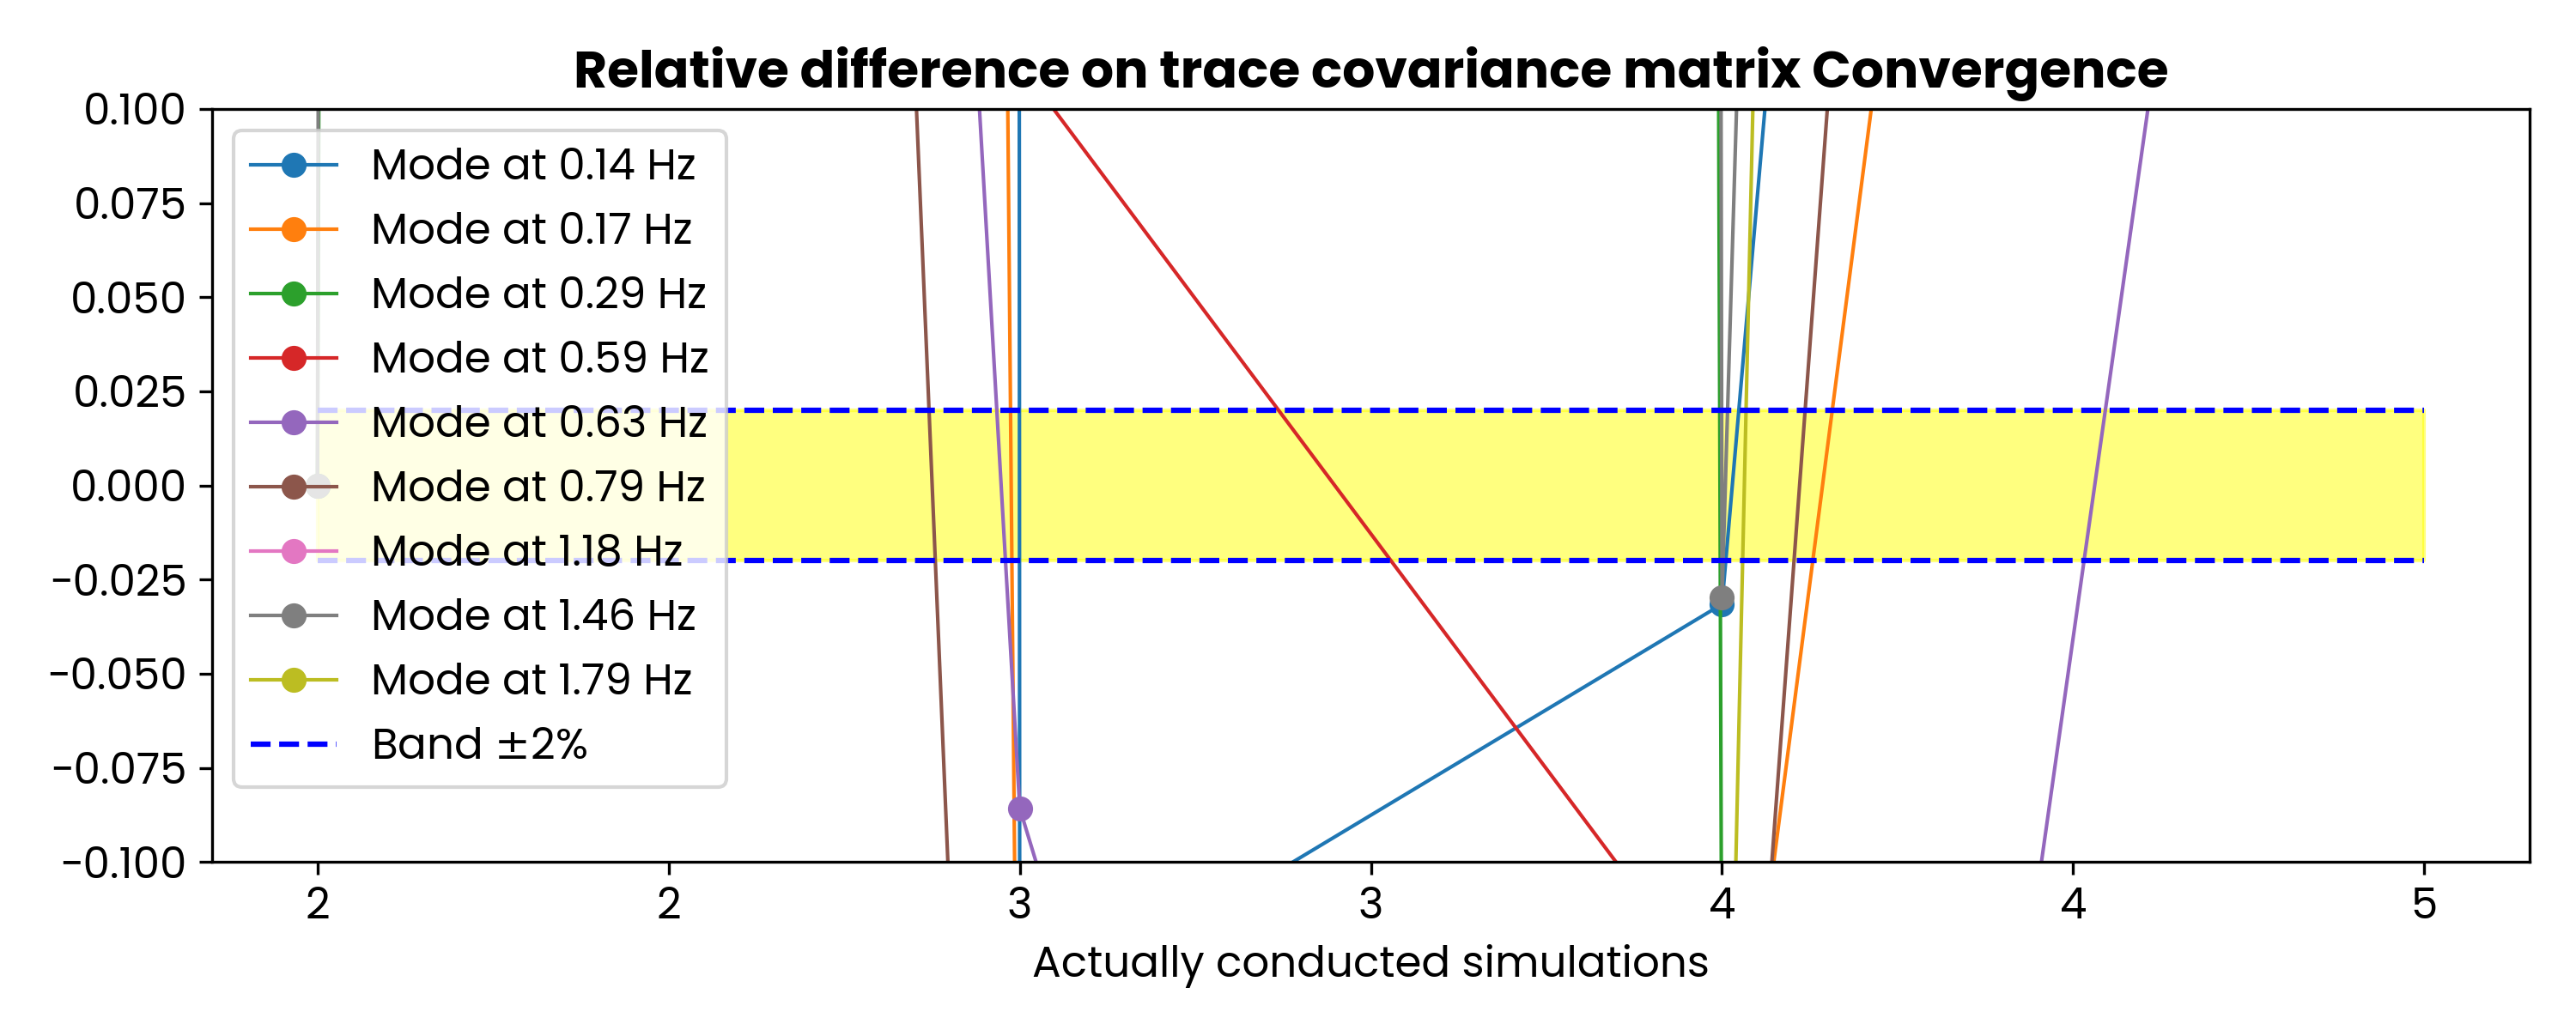 Relative difference on trace covariance matrix Convergence
0.100
0.075
0.050
0.025
0.000
−0.025
−0.050
−0.075
−0.100
Mode at 0.14 Hz
Mode at 0.17 Hz
Mode at 0.29 Hz
Mode at 0.59 Hz
Mode at 0.63 Hz
Mode at 0.79 Hz
Mode at 1.18 Hz
Mode at 1.46 Hz
Mode at 1.79 Hz
Band ±2%
2 2 3 3 4 4 5
Actually conducted simulations